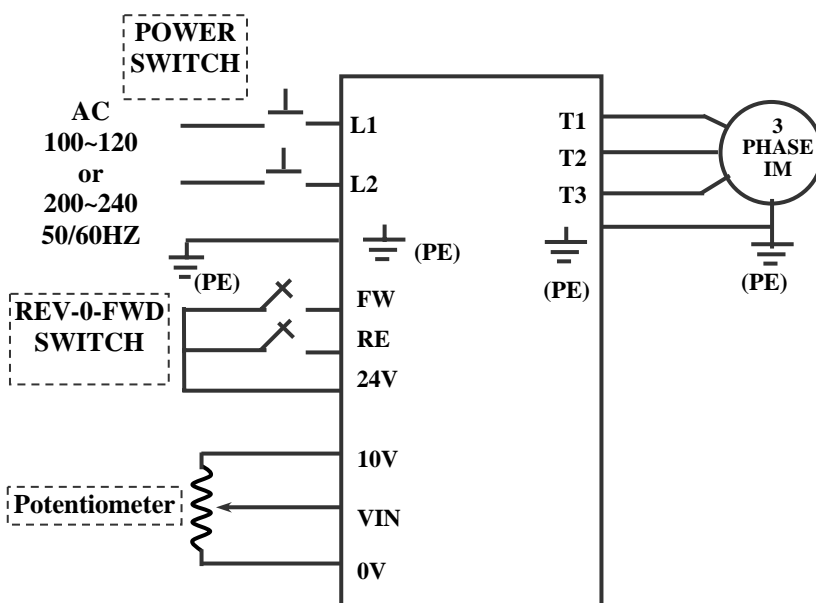 POWER
SWITCH
AC
100~120
or
200~240
50/60HZ
L1
L2
(PE)
(PE)
REV-0-FWD
SWITCH
FW
RE
24V
10V
Potentiometer
VIN
0V
T1
T2
T3
(PE)
3
PHASE
IM
(PE)